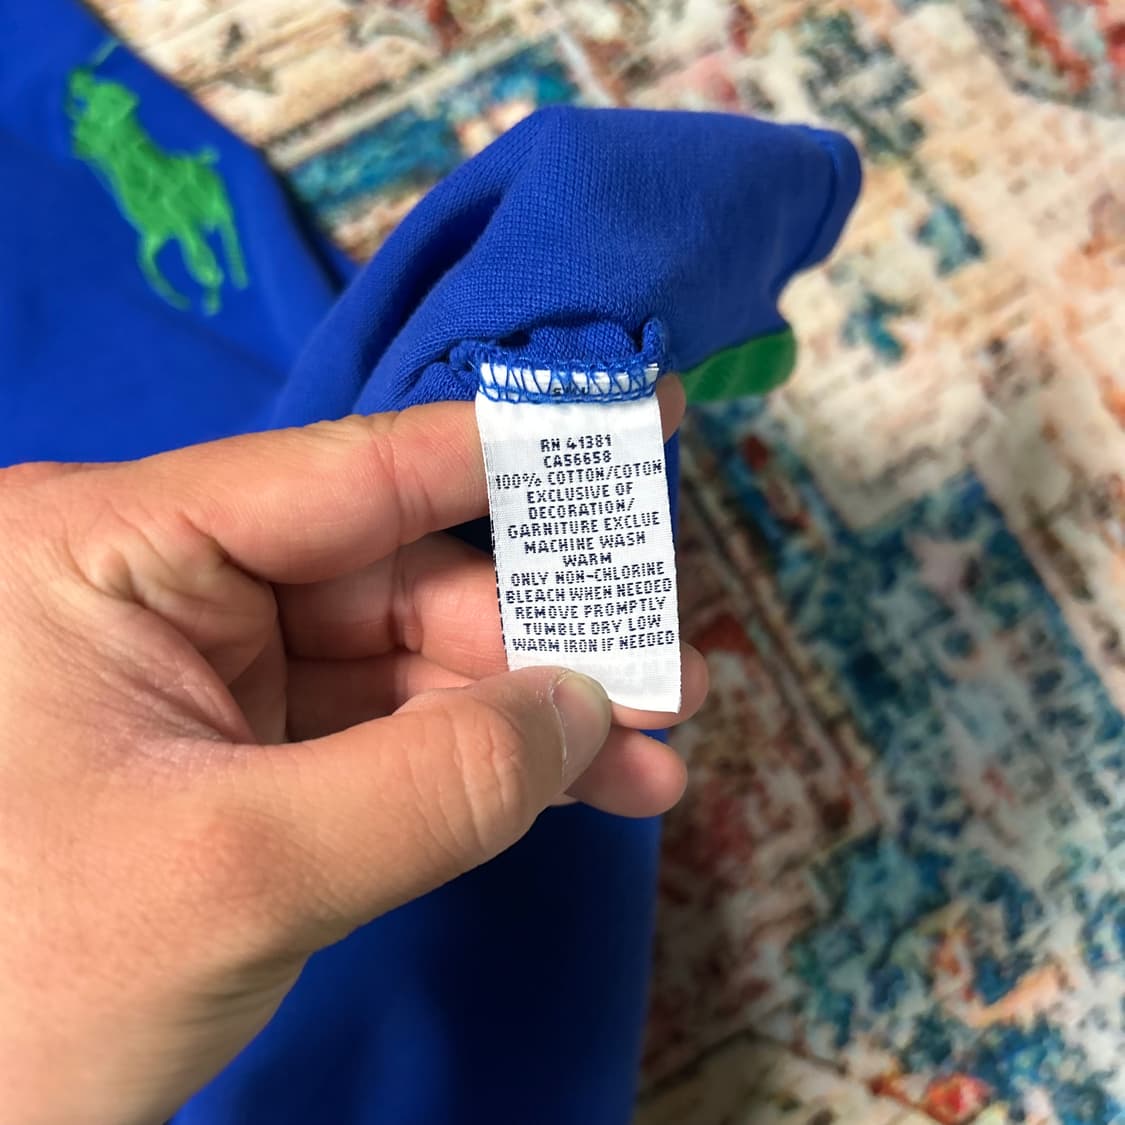 RN 41381
CA56658
100% COTTON/COTON
EXCLUSIVE OF
DECORATION/
GARNITURE EXCLUE
MACHINE WASH
WARM
ONLY NON-CHLORINE
BLEACH WHEN NEEDED
REMOVE PROMPTLY
TUMBLE DRY LOW
WARM IRON IF NEEDED